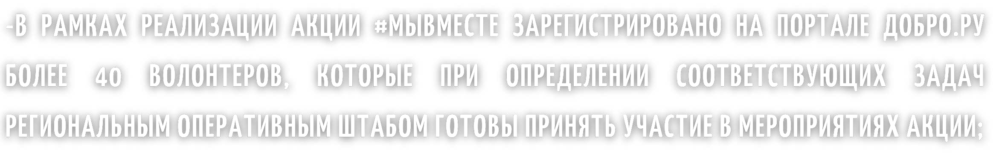 -В РАМКАХ РЕАЛИЗАЦИИ АКЦИИ #МЫВМЕСТЕ ЗАРЕГИСТРИРОВАНО НА ПОРТАЛЕ ДОБРО.РУ
БОЛЕЕ 40 ВОЛОНТЕРОВ, КОТОРЫЕ ПРИ ОПРЕДЕЛЕНИИ СООТВЕТСТВУЮЩИХ ЗАДАЧ
РЕГИОНАЛЬНЫМ ОПЕРАТИВНЫМ ШТАБОМ ГОТОВЫ ПРИНЯТЬ УЧАСТИЕ В МЕРОПРИЯТИЯХ АКЦИИ;